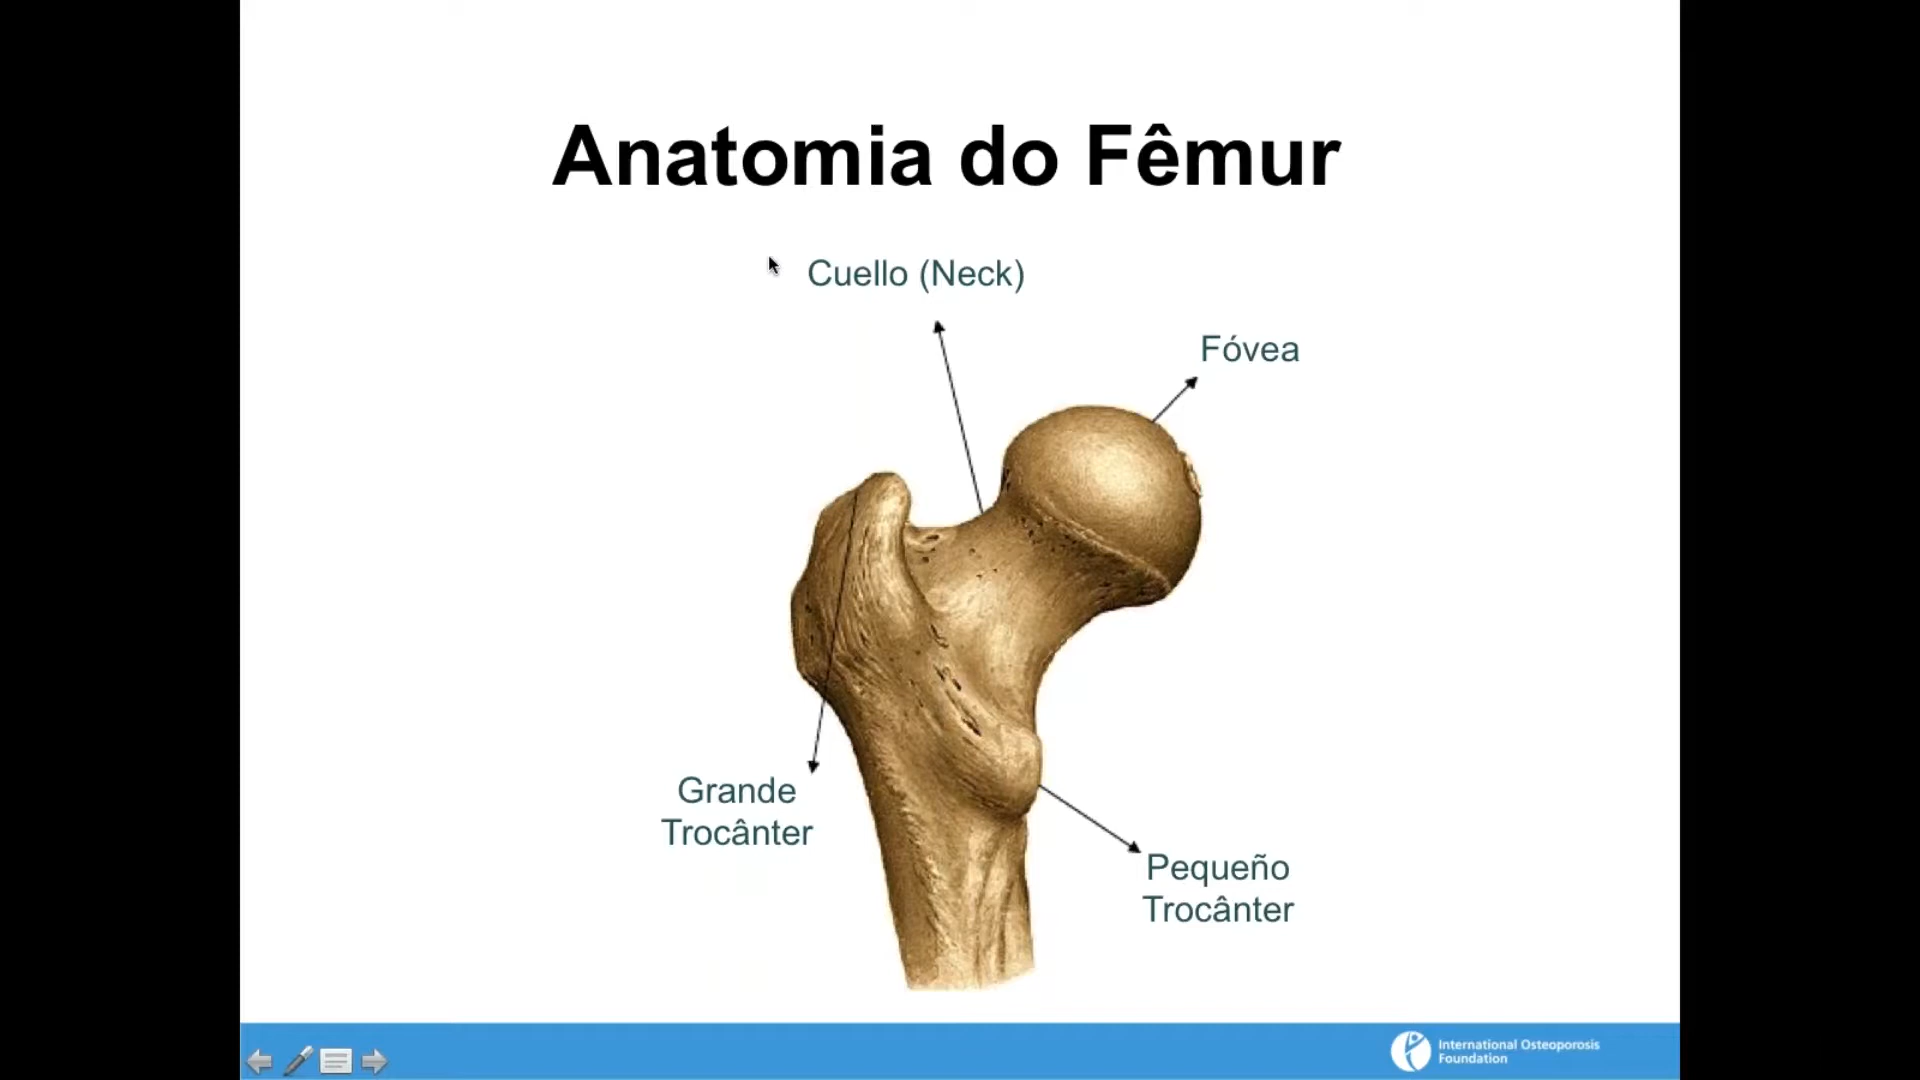 Anatomia do Fêmur
Cuello (Neck)
Fóvea
Grande
Trocânter
Pequeño
Trocânter
International Osteoporosis
Foundation